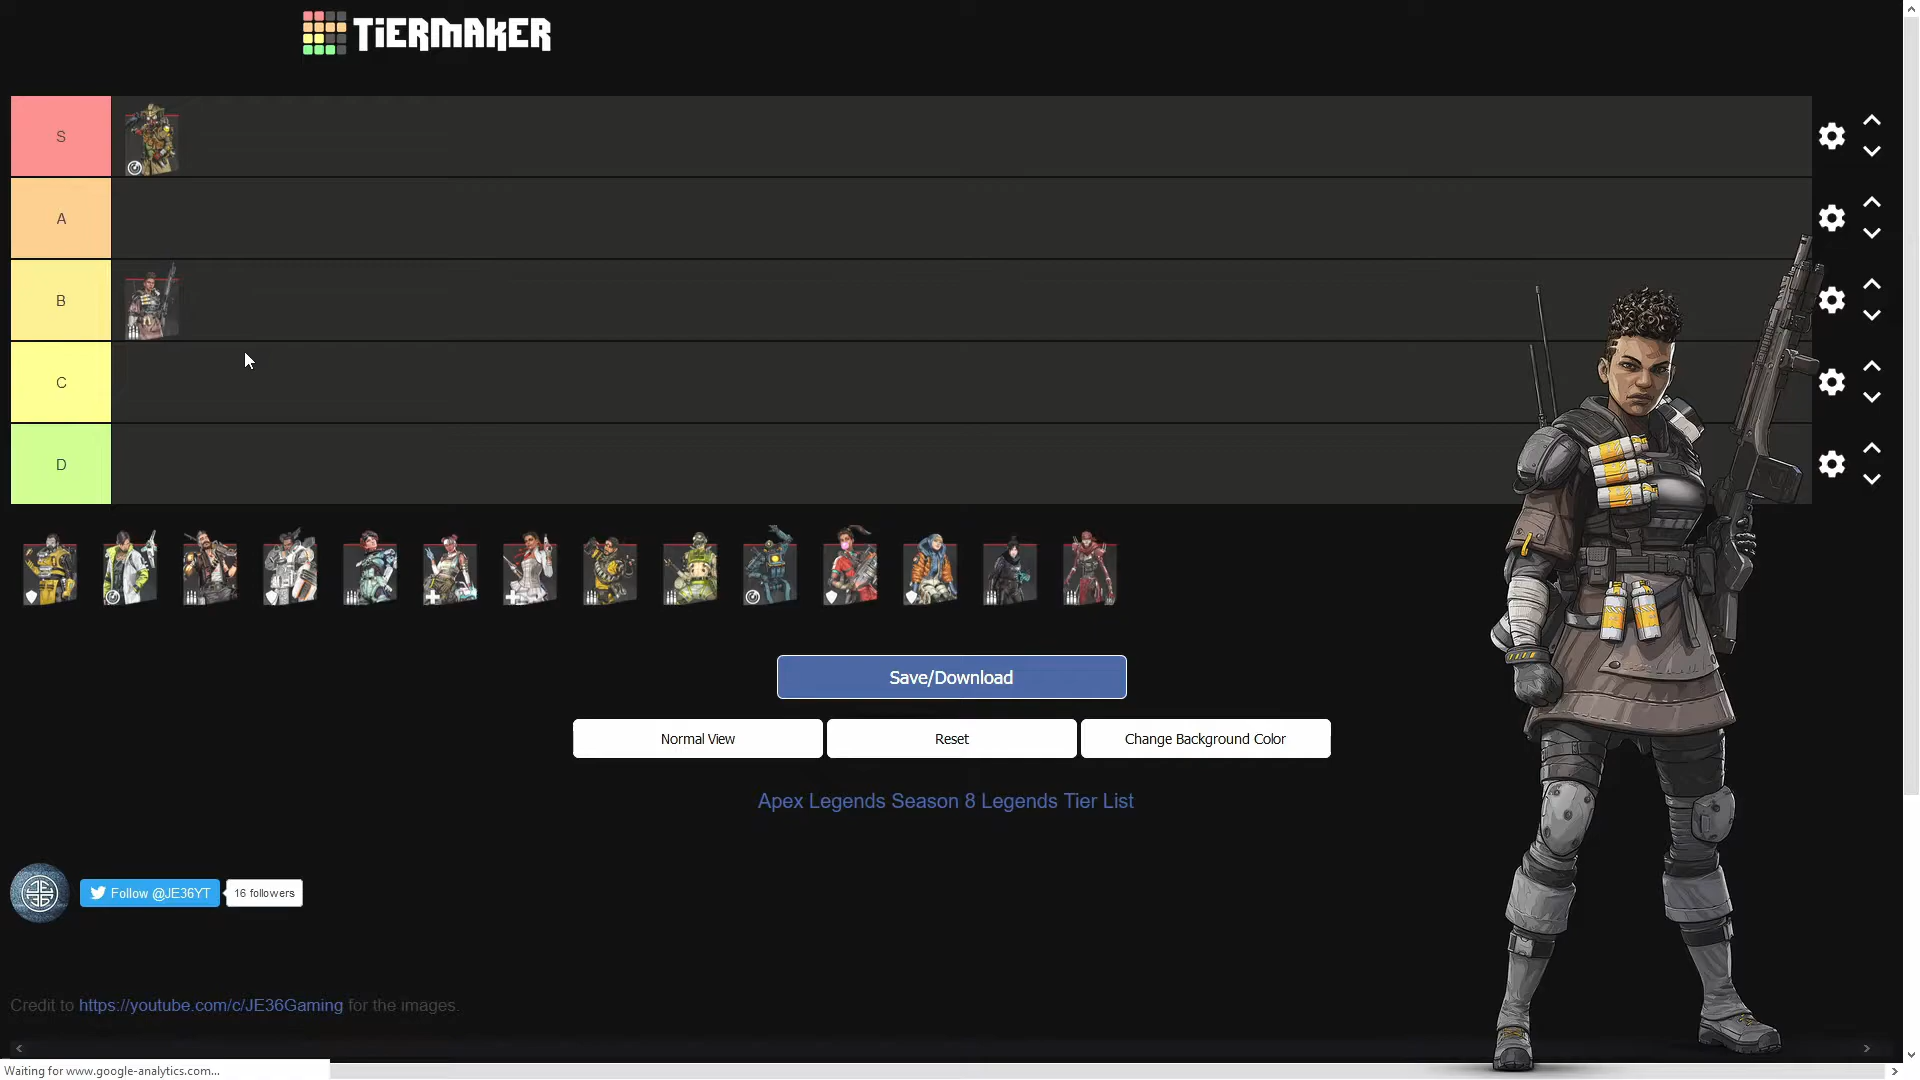 TiERMAKER
S
A
B
C
D
Save/Download
Normal View
Reset
Change Background Color
Apex Legends Season 8 Legends Tier List
Follow @JE36YT
16 followers
Credit to https://youtube.com/c/JE36Gaming for the images.
Waiting for www.google-analytics.com...